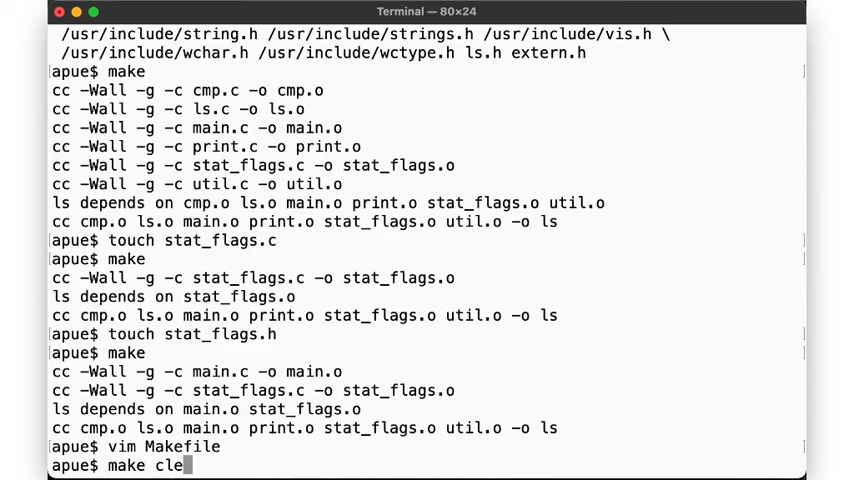 Terminal — 80×24
/usr/include/string.h /usr/include/strings.h /usr/include/vis.h \
/usr/include/wchar.h /usr/include/wctype.h ls.h extern.h
[apue$ make ]
cc -Wall -g -c cmp.c -o cmp.o
cc -Wall -g -c ls.c -o ls.o
cc -Wall -g -c main.c -o main.o
cc -Wall -g -c print.c -o print.o
cc -Wall -g -c stat_flags.c -o stat_flags.o
cc -Wall -g -c util.c -o util.o
ls depends on cmp.o ls.o main.o print.o stat_flags.o util.o
cc cmp.o ls.o main.o print.o stat_flags.o util.o -o ls
[apue$ touch stat_flags.c ]
[apue$ make ]
cc -Wall -g -c stat_flags.c -o stat_flags.o
ls depends on stat_flags.o
cc cmp.o ls.o main.o print.o stat_flags.o util.o -o ls
[apue$ touch stat_flags.h ]
[apue$ make ]
cc -Wall -g -c main.c -o main.o
cc -Wall -g -c stat_flags.c -o stat_flags.o
ls depends on main.o stat_flags.o
cc cmp.o ls.o main.o print.o stat_flags.o util.o -o ls
[apue$ vim Makefile ]
apue$ make cle